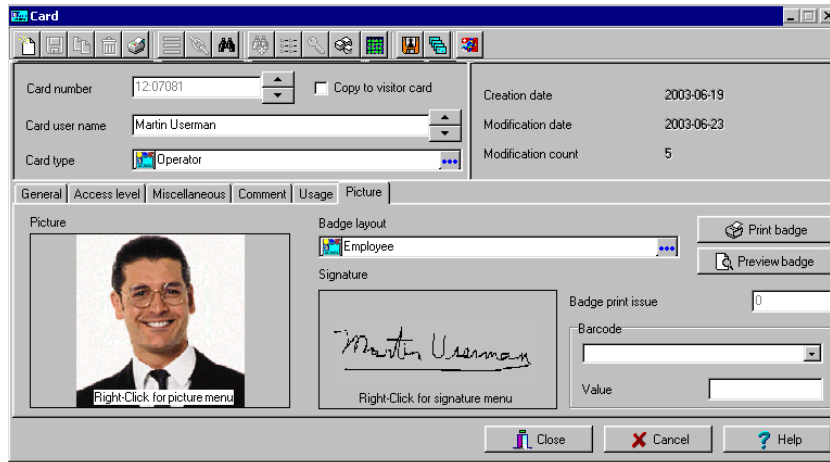 Card
Card number 12:07081 Copy to visitor card
Card user name Martin Userman
Card type Operator
Creation date 2003-06-19
Modification date 2003-06-23
Modification count 5
General Access level Miscellaneous Comment Usage Picture
Picture
Right-Click for picture menu
Badge layout
Employee
Signature
Martin Userman
Right-Click for signature menu
Print badge
Preview badge
Badge print issue 0
Barcode
Value
Close Cancel Help